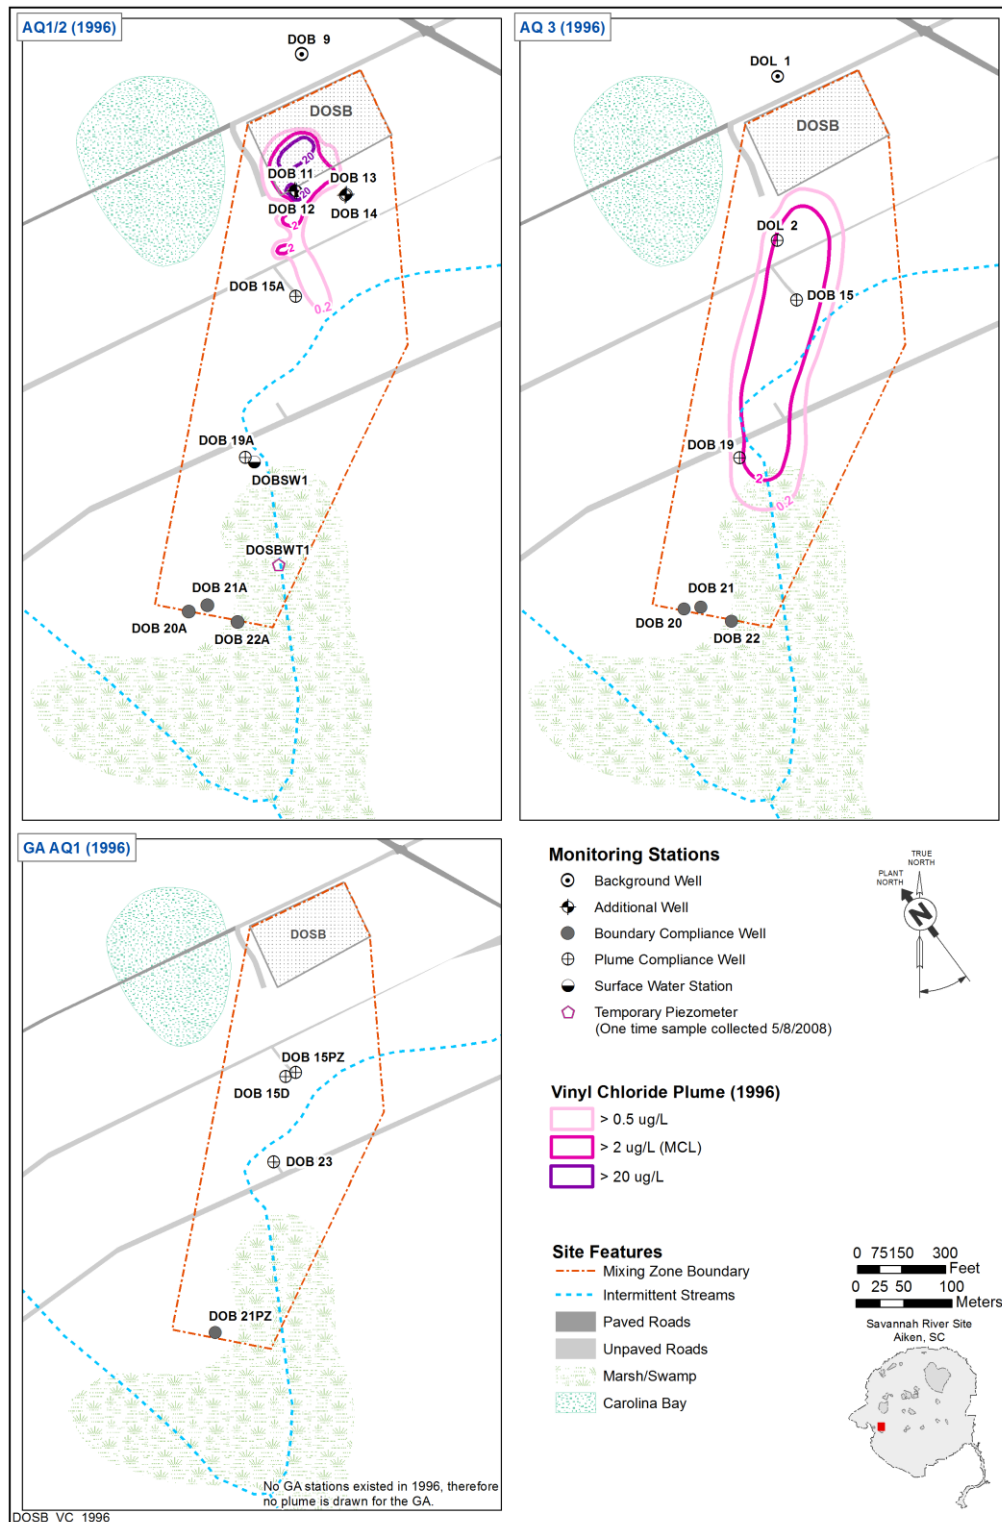 AQ1/2 (1996)
DOB 9
DOSB
20
DOB 11
DOB 13
20
DOB 12
DOB 14
2
2
DOB 15A
0.2
DOB 19A
DOBSW1
DOSBWT1
DOB 21A
DOB 20A
DOB 22A
AQ 3 (1996)
DOL 1
DOSB
DOL 2
DOB 15
DOB 19
2
0.2
DOB 21
DOB 20
DOB 22
GA AQ1 (1996)
DOSB
DOB 15PZ
DOB 15D
DOB 23
DOB 21PZ
No GA stations existed in 1996, therefore
no plume is drawn for the GA.
Monitoring Stations
Background Well
Additional Well
Boundary Compliance Well
Plume Compliance Well
Surface Water Station
Temporary Piezometer
(One time sample collected 5/8/2008)
TRUE
NORTH
PLANT
NORTH
N
Vinyl Chloride Plume (1996)
> 0.5 ug/L
> 2 ug/L (MCL)
> 20 ug/L
Site Features
Mixing Zone Boundary
Intermittent Streams
Paved Roads
Unpaved Roads
Marsh/Swamp
Carolina Bay
0 75 150 300
Feet
0 25 50 100
Meters
Savannah River Site
Aiken, SC
DOSB_VC_1996